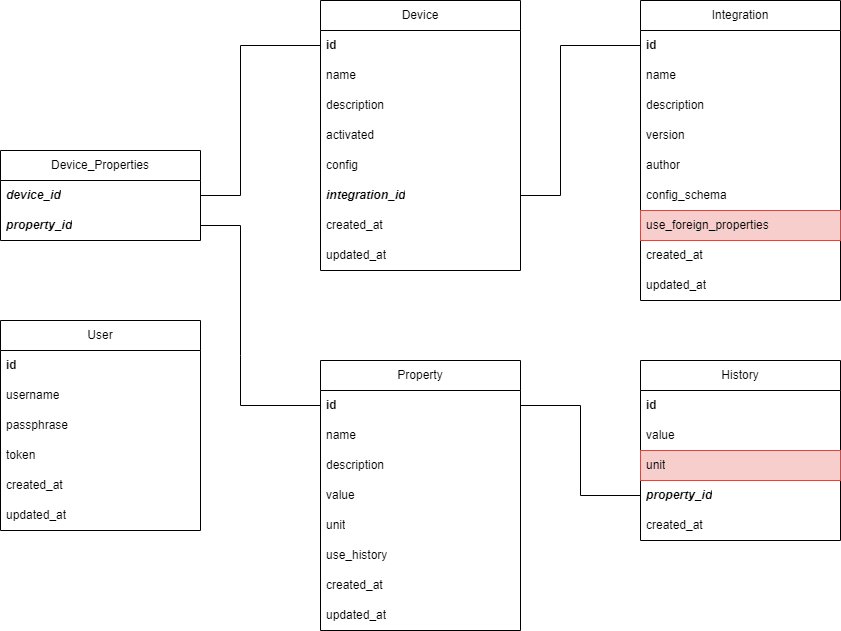 Device
id
name
description
activated
config
integration_id
created_at
updated_at
Integration
id
name
description
version
author
config_schema
use_foreign_properties
created_at
updated_at
Device_Properties
device_id
property_id
User
id
username
passphrase
token
created_at
updated_at
Property
id
name
description
value
unit
use_history
created_at
updated_at
History
id
value
unit
property_id
created_at